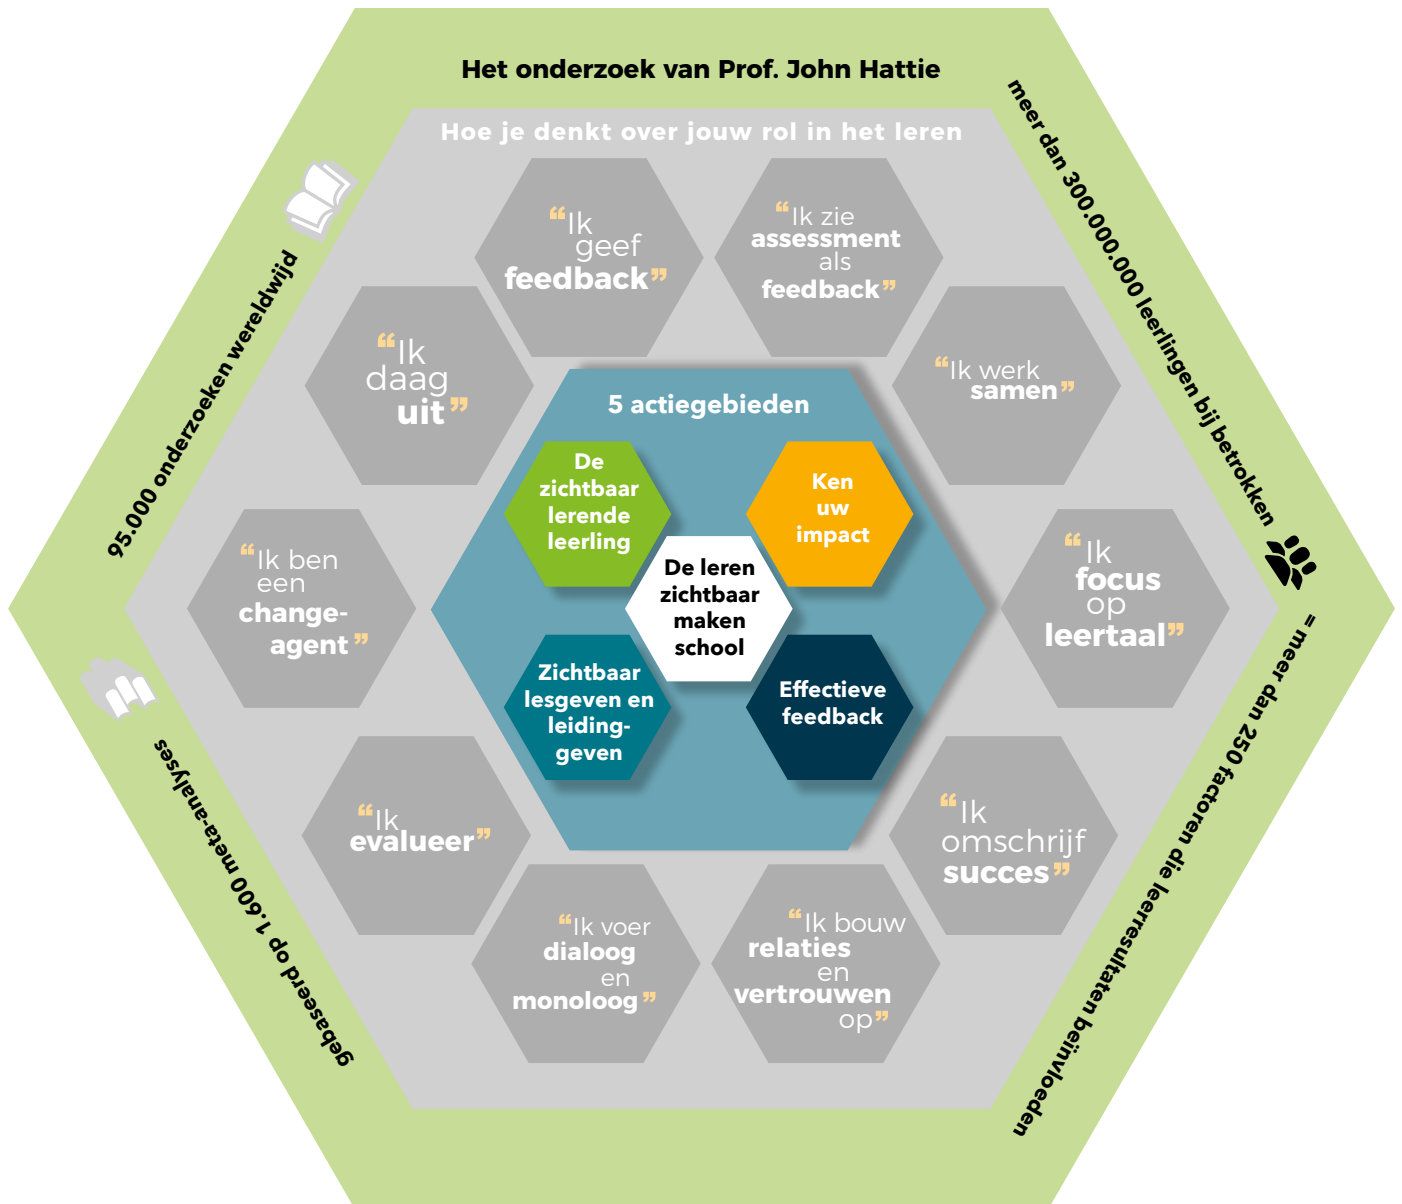 Het onderzoek van Prof. John Hattie
meer dan 300.000.000 leerlingen bij betrokken
= meer dan 250 factoren die leerresultaten beïnvloeden
95.000 onderzoeken wereldwijd
gebaseerd op 1.600 meta-analyses
Hoe je denkt over jouw rol in het leren
“Ik
geef
feedback”
“Ik zie
assessment
als
feedback”
“Ik
daag
uit”
“Ik werk
samen”
“Ik ben
een
change-
agent”
“Ik
focus
op
leertaal”
“Ik
evalueer”
“Ik
omschrijf
succes”
“Ik voer
dialoog
en
monoloog”
“Ik bouw
relaties
en
vertrouwen
op”
5 actiegebieden
De
zichtbaar
lerende
leerling
Ken
uw
impact
De leren
zichtbaar
maken
school
Zichtbaar
lesgeven en
leiding-
geven
Effectieve
feedback